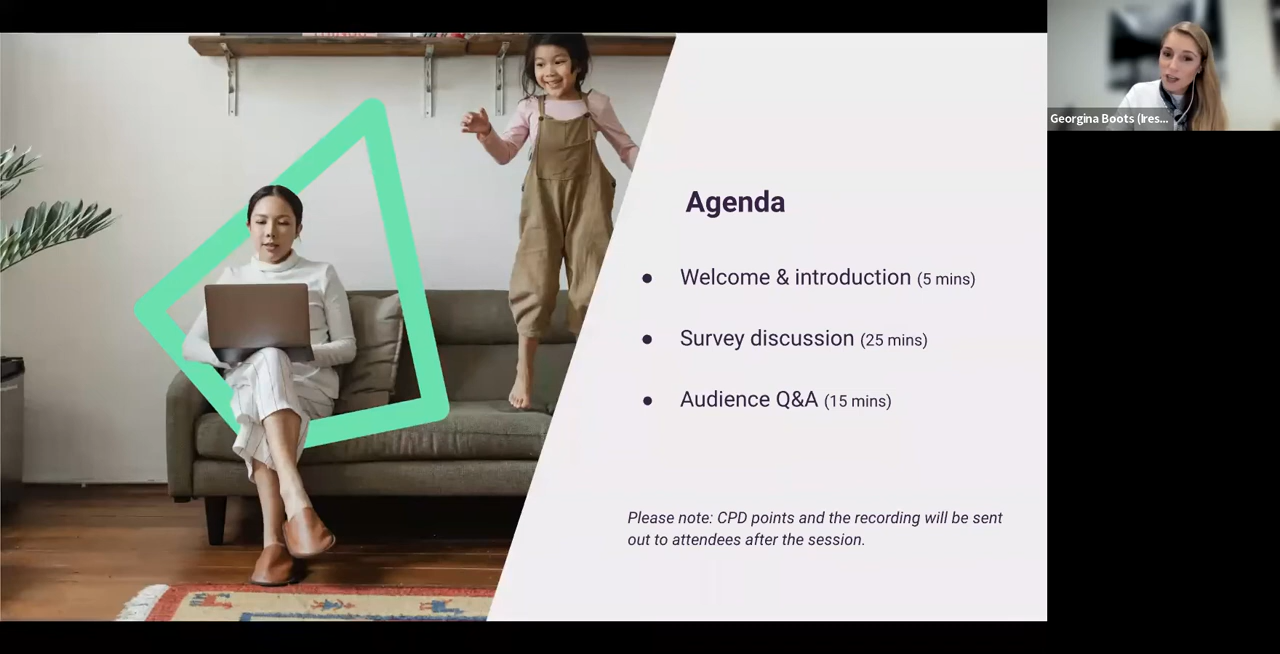 Agenda
● Welcome & introduction (5 mins)
● Survey discussion (25 mins)
● Audience Q&A (15 mins)
Please note: CPD points and the recording will be sent
out to attendees after the session.
Georgina Boots (Ires...